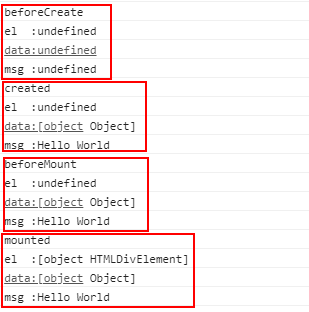 beforeCreate
el  :undefined
data:undefined
msg :undefined
created
el  :undefined
data:[object Object]
msg :Hello World
beforeMount
el  :undefined
data:[object Object]
msg :Hello World
mounted
el  :[object HTMLDivElement]
data:[object Object]
msg :Hello World